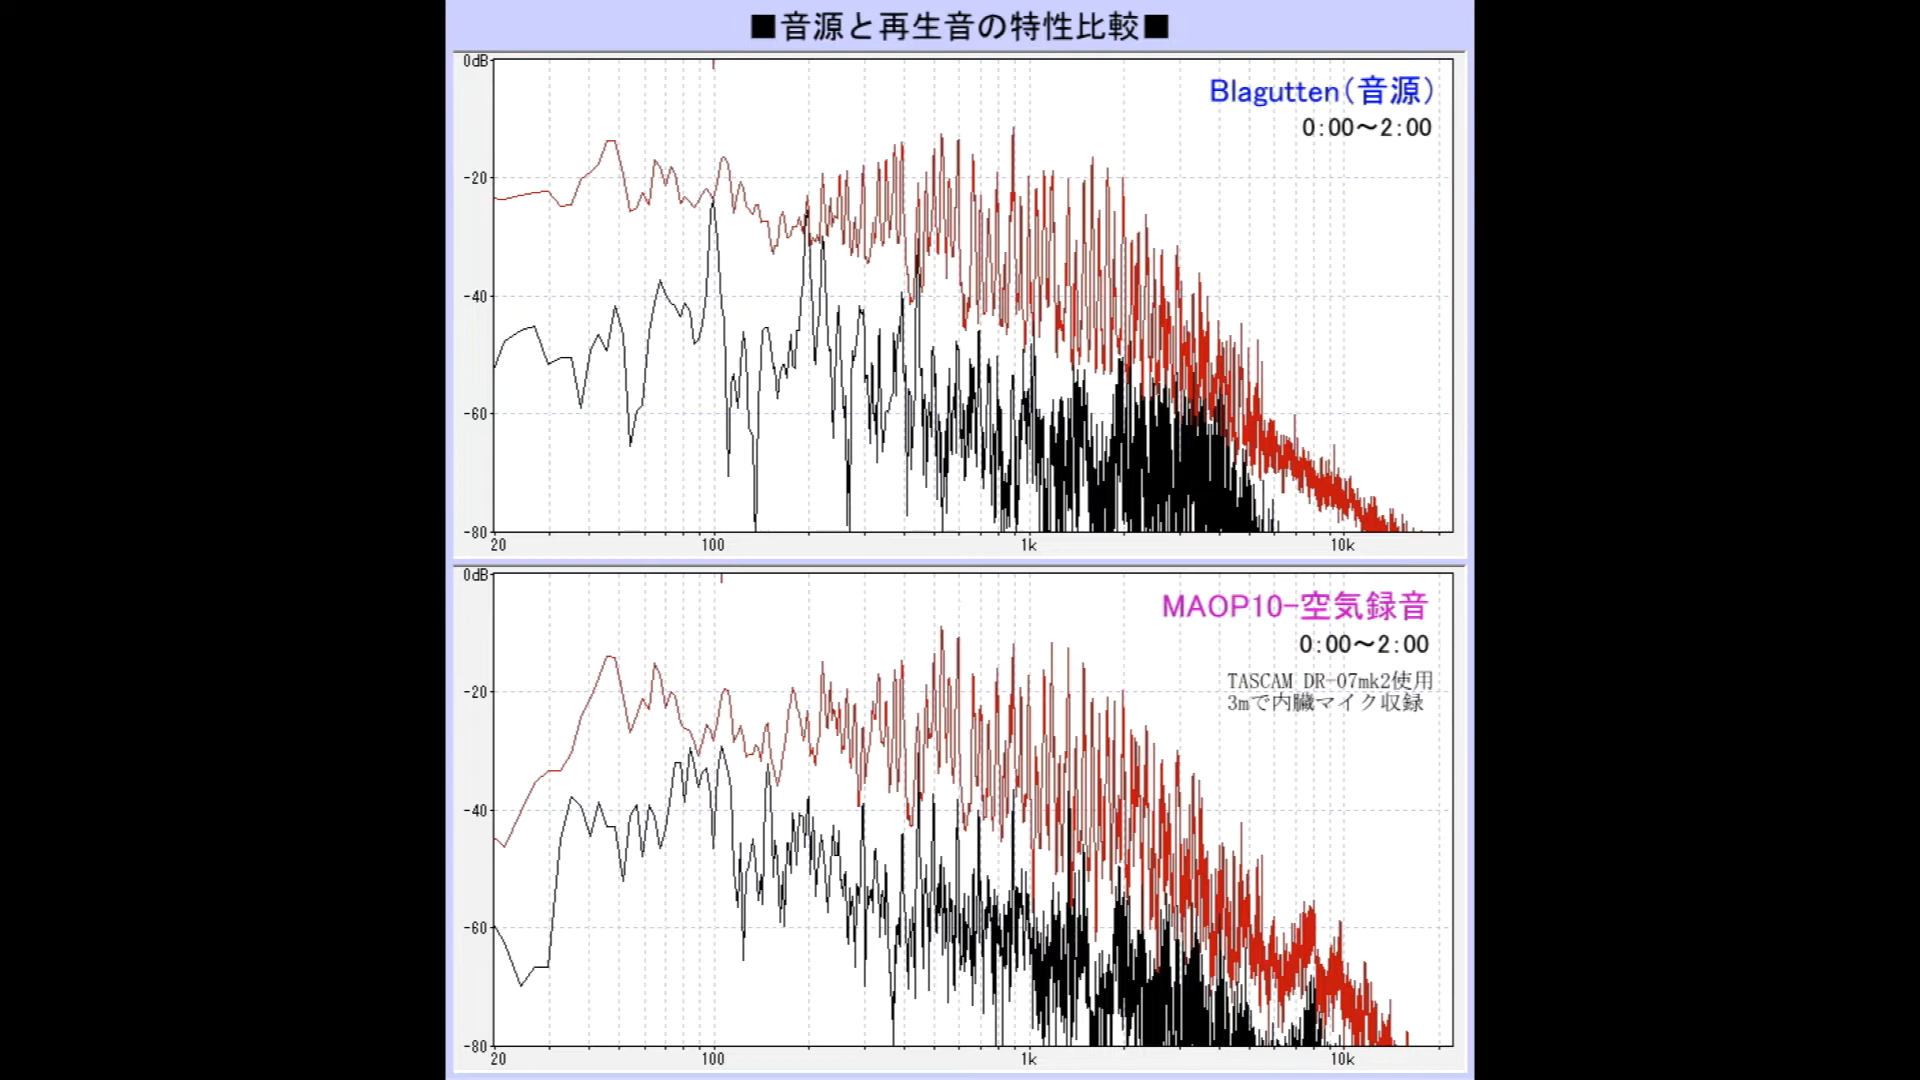 ■音源と再生音の特性比較■
0dB
Blagutten(音源)
0:00～2:00
-20
-40
-60
-80
20 100 1k 10k
0dB
MAOP10-空気録音
0:00～2:00
TASCAM DR-07mk2使用
3mで内臓マイク収録
-20
-40
-60
-80
20 100 1k 10k